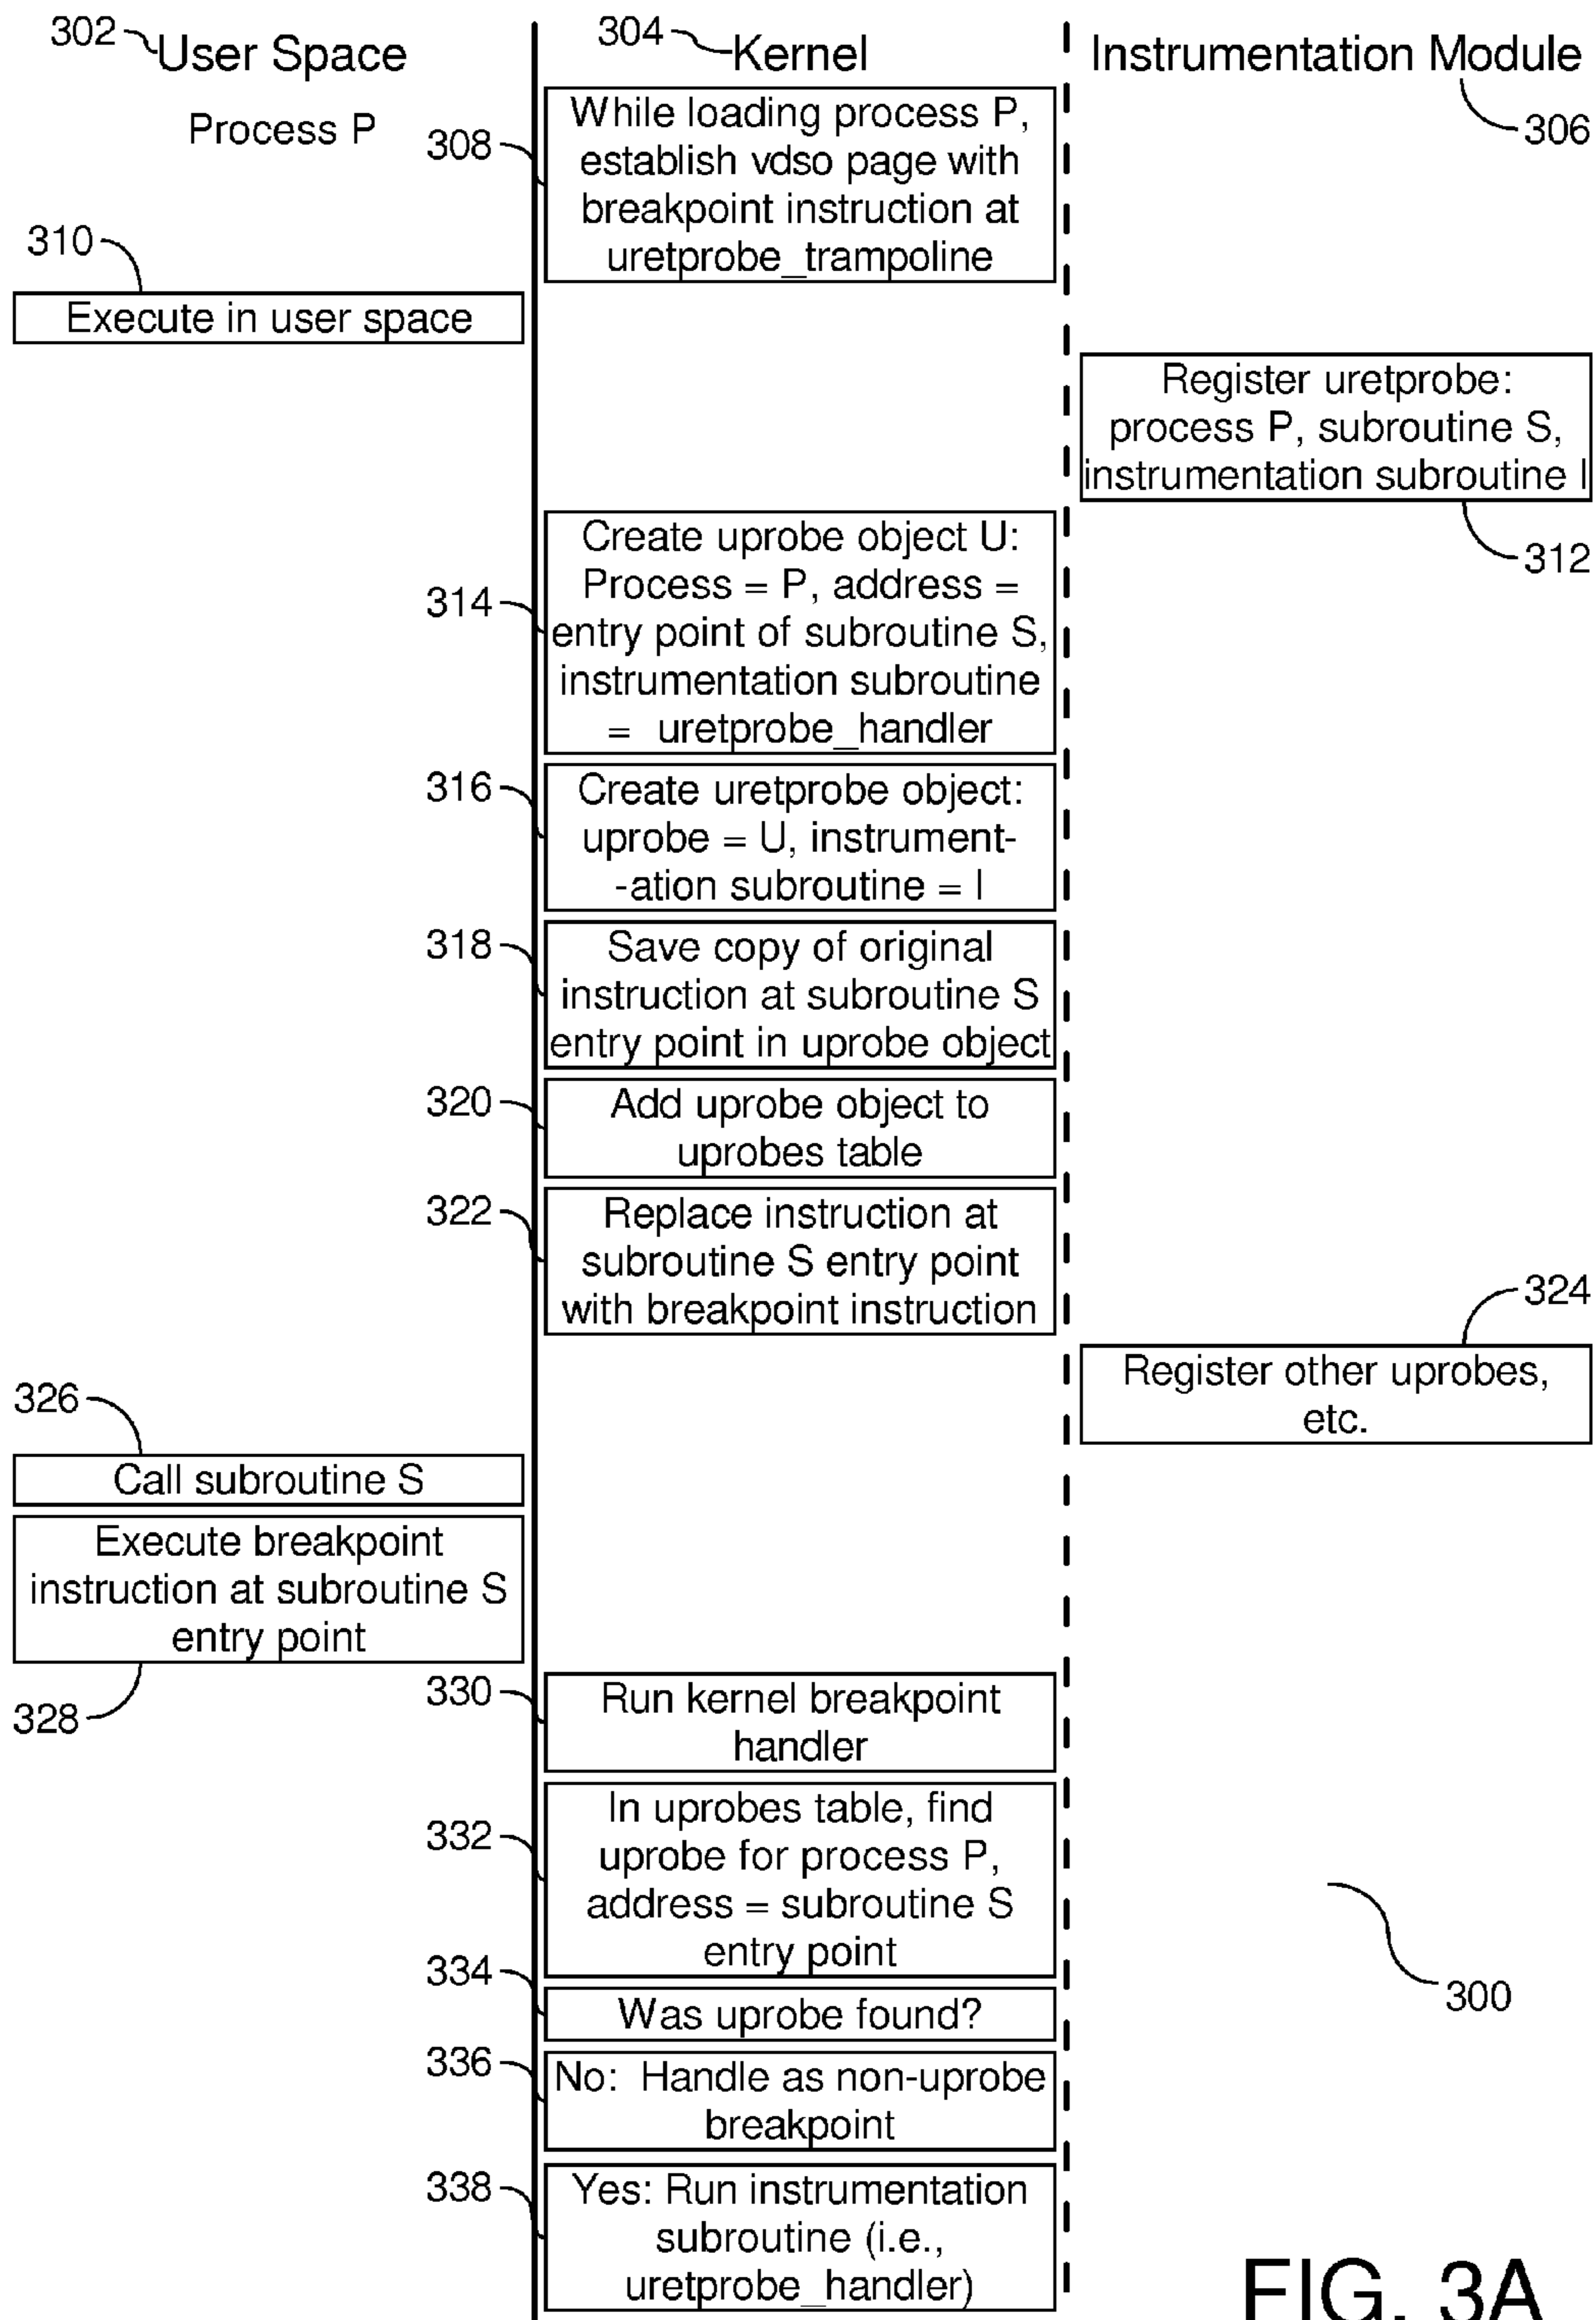 302 User Space
304 Kernel
Instrumentation Module
306
Process P
308
While loading process P,
establish vdso page with
breakpoint instruction at
uretprobe_trampoline
310
Execute in user space
Register uretprobe:
process P, subroutine S,
instrumentation subroutine I
312
314
Create uprobe object U:
Process = P, address =
entry point of subroutine S,
instrumentation subroutine
= uretprobe_handler
316
Create uretprobe object:
uprobe = U, instrument-
-ation subroutine = I
318
Save copy of original
instruction at subroutine S
entry point in uprobe object
320
Add uprobe object to
uprobes table
322
Replace instruction at
subroutine S entry point
with breakpoint instruction
324
Register other uprobes,
etc.
326
Call subroutine S
Execute breakpoint
instruction at subroutine S
entry point
328
330
Run kernel breakpoint
handler
332
In uprobes table, find
uprobe for process P,
address = subroutine S
entry point
334
Was uprobe found?
300
336
No: Handle as non-uprobe
breakpoint
338
Yes: Run instrumentation
subroutine (i.e.,
uretprobe_handler)
FIG. 3A